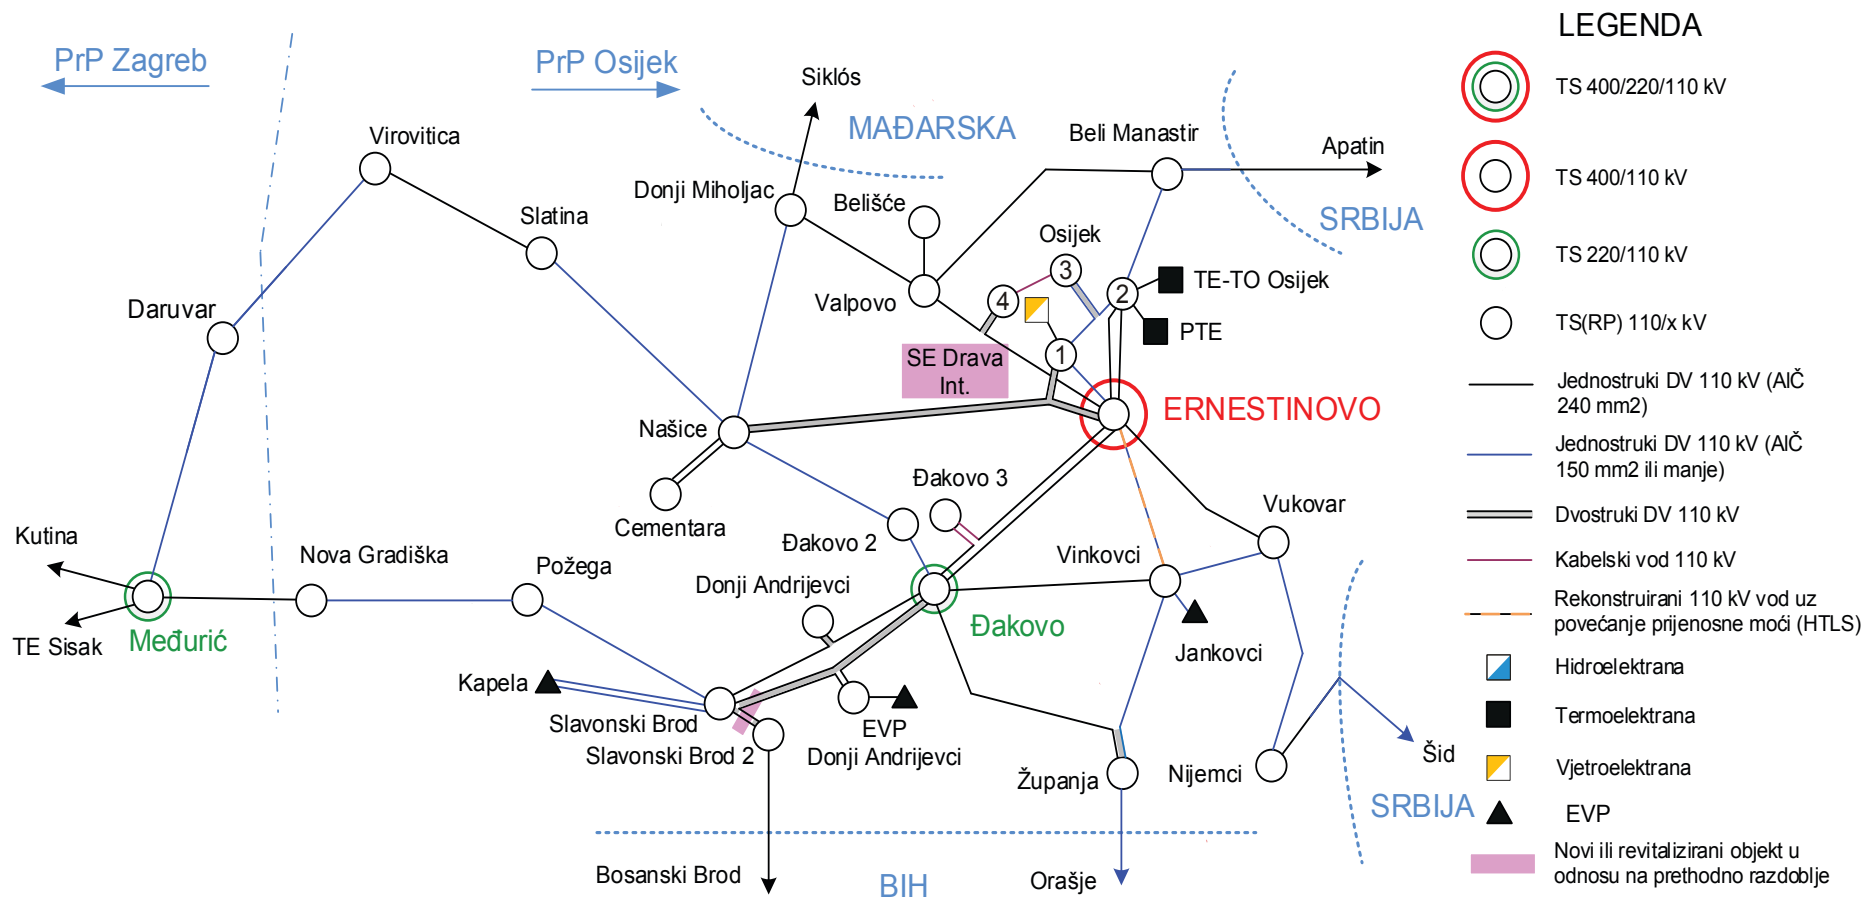 PrP Zagreb
PrP Osijek
Siklós
MAĐARSKA
Virovitica
Beli Manastir
Apatin
Donji Miholjac
Belišće
Slatina
SRBIJA
Osijek
3
4
2
TE-TO Osijek
Daruvar
Valpovo
PTE
1
SE Drava
Int.
ERNESTINOVO
Našice
Đakovo 3
Cementara
Vukovar
Kutina
Nova Gradiška
Požega
Đakovo 2
Vinkovci
Donji Andrijevci
TE Sisak
Međurić
Đakovo
Jankovci
Kapela
Slavonski Brod
Slavonski Brod 2
EVP
Donji Andrijevci
Županja
Nijemci
Šid
SRBIJA
Bosanski Brod
BIH
Orašje
LEGENDA
TS 400/220/110 kV
TS 400/110 kV
TS 220/110 kV
TS(RP) 110/x kV
Jednostruki DV 110 kV (AlČ
240 mm2)
Jednostruki DV 110 kV (AlČ
150 mm2 ili manje)
Dvostruki DV 110 kV
Kabelski vod 110 kV
Rekonstruirani 110 kV vod uz
povećanje prijenosne moći (HTLS)
Hidroelektrana
Termoelektrana
Vjetroelektrana
EVP
Novi ili revitalizirani objekt u
odnosu na prethodno razdoblje